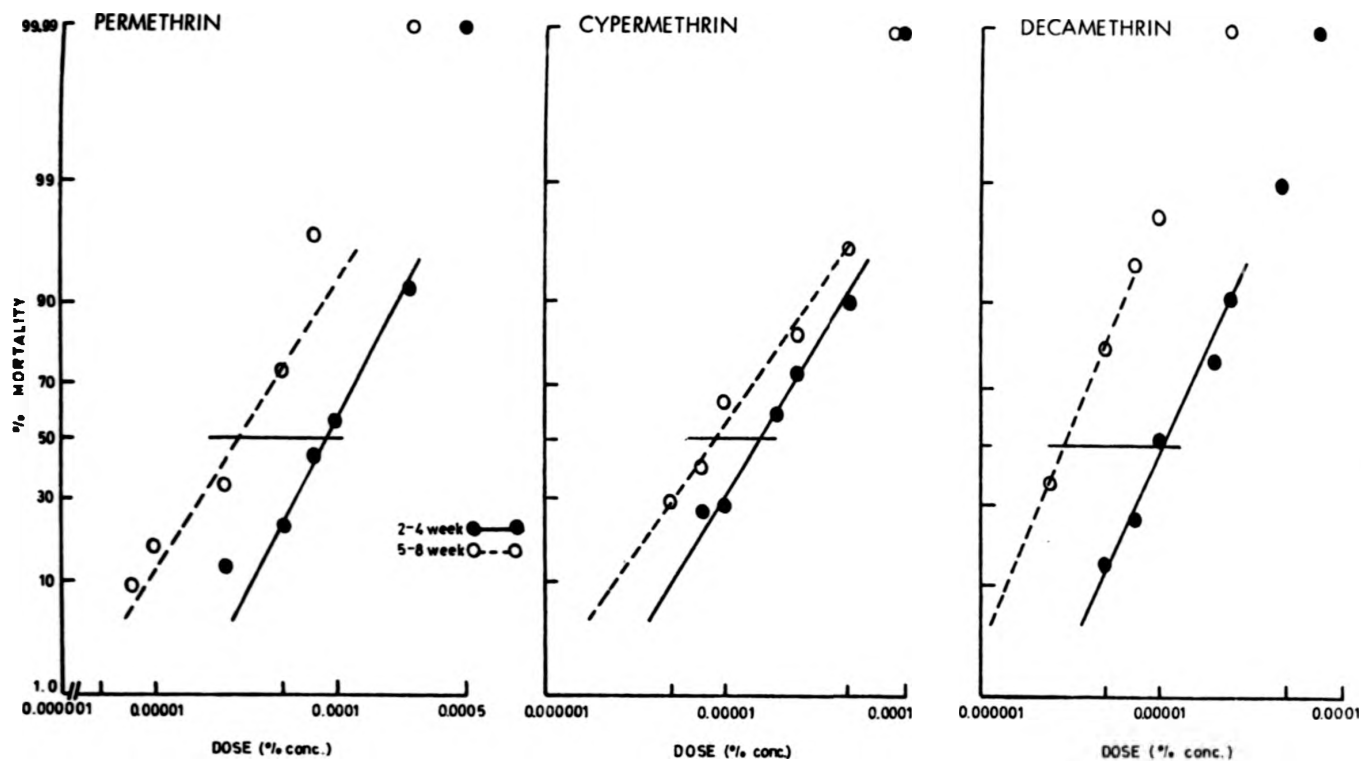 PERMETHRIN
CYPERMETHRIN
DECAMETHRIN
% MORTALITY
99.99
99
90
70
50
30
10
1.0
2-4 week
5-8 week
0.000001
0.00001
0.0001
0.0005
0.000001
0.00001
0.0001
0.000001
0.00001
0.0001
DOSE (% conc.)
DOSE (% conc.)
DOSE (% conc.)